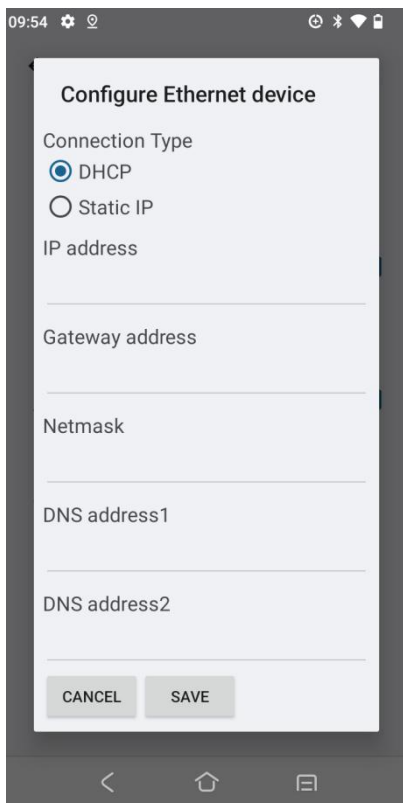 09:54
Configure Ethernet device
Connection Type
DHCP
Static IP
IP address
Gateway address
Netmask
DNS address1
DNS address2
CANCEL SAVE